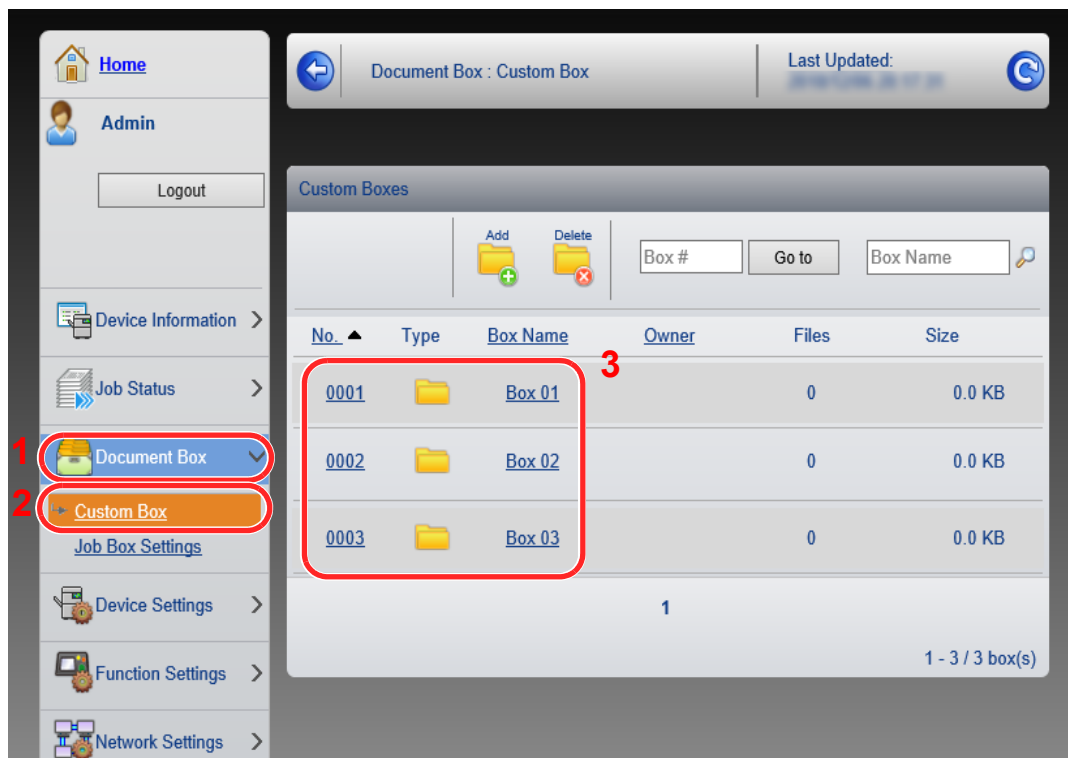 Home
Admin
Logout
Device Information
Job Status
1
Document Box
2
Custom Box
Job Box Settings
Device Settings
Function Settings
Network Settings
Document Box : Custom Box
Last Updated:
Custom Boxes
Add Delete
Box # Go to Box Name
No. Type Box Name Owner Files Size
3
0001 Box 01 0 0.0 KB
0002 Box 02 0 0.0 KB
0003 Box 03 0 0.0 KB
1
1 - 3 / 3 box(s)